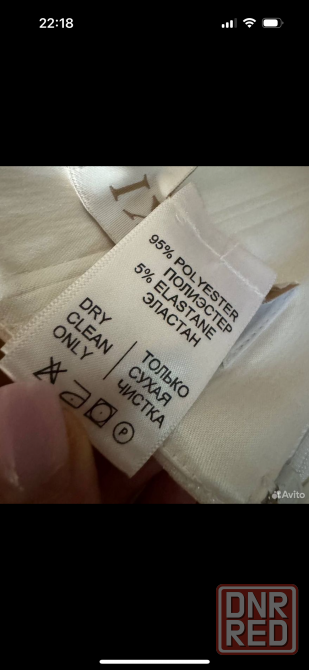 22:18
95% POLYESTER
ПОЛИЭСТЕР
5% ELASTANE
ЭЛАСТАН
DRY
CLEAN
ONLY
ТОЛЬКО
СУХАЯ
ЧИСТКА
P
Avito
DNR
RED